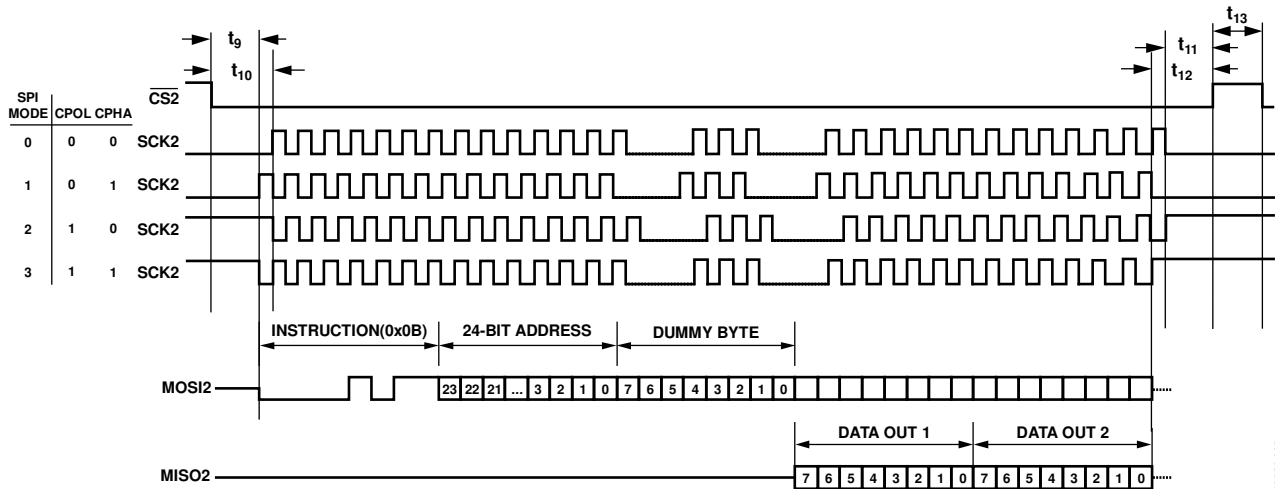 t13
t9
t11
t10
t12
CS2
SPI MODE CPOL CPHA
0 0 0 SCK2
1 0 1 SCK2
2 1 0 SCK2
3 1 1 SCK2
INSTRUCTION(0x0B) 24-BIT ADDRESS DUMMY BYTE
MOSI2 23 22 21 ... 3 2 1 0 7 6 5 4 3 2 1 0
DATA OUT 1 DATA OUT 2
MISO2 7 6 5 4 3 2 1 0 7 6 5 4 3 2 1 0